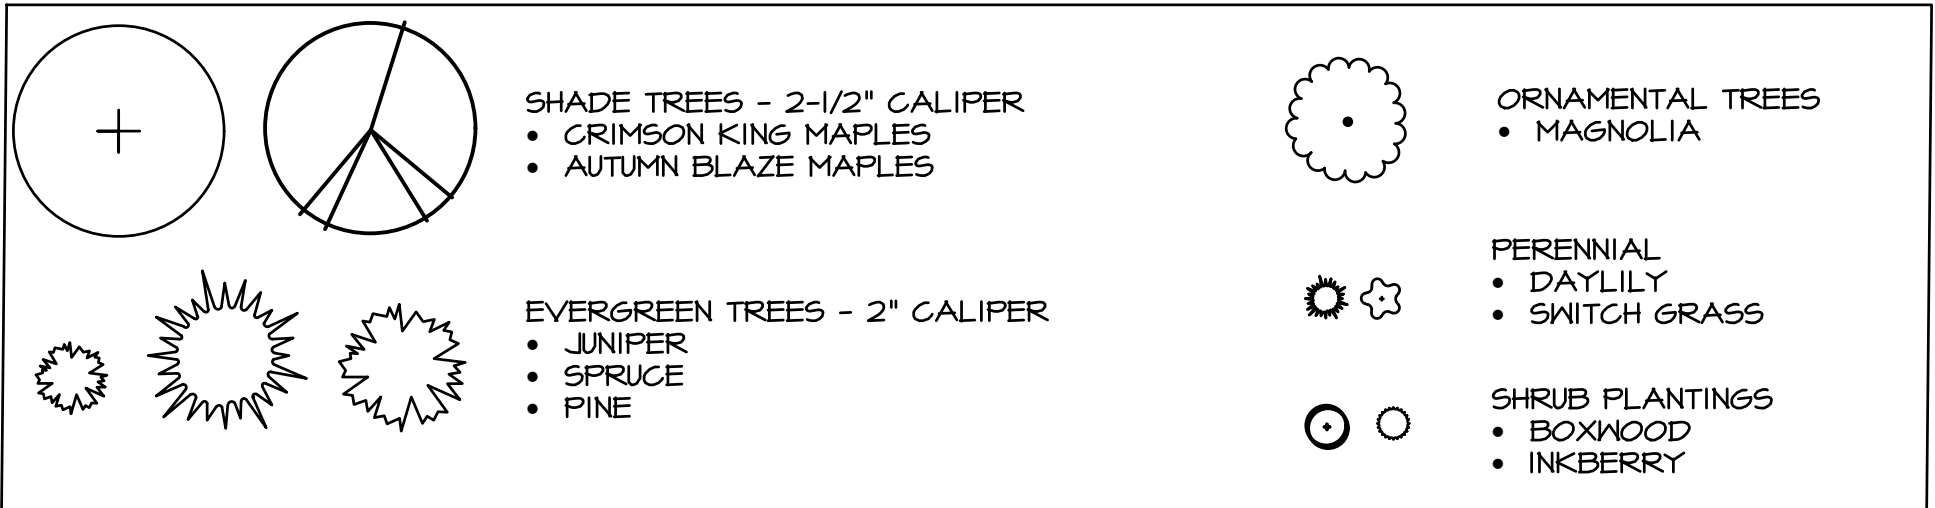 SHADE TREES - 2-1/2" CALIPER
• CRIMSON KING MAPLES
• AUTUMN BLAZE MAPLES
EVERGREEN TREES - 2" CALIPER
• JUNIPER
• SPRUCE
• PINE
ORNAMENTAL TREES
• MAGNOLIA
PERENNIAL
• DAYLILY
• SWITCH GRASS
SHRUB PLANTINGS
• BOXWOOD
• INKBERRY